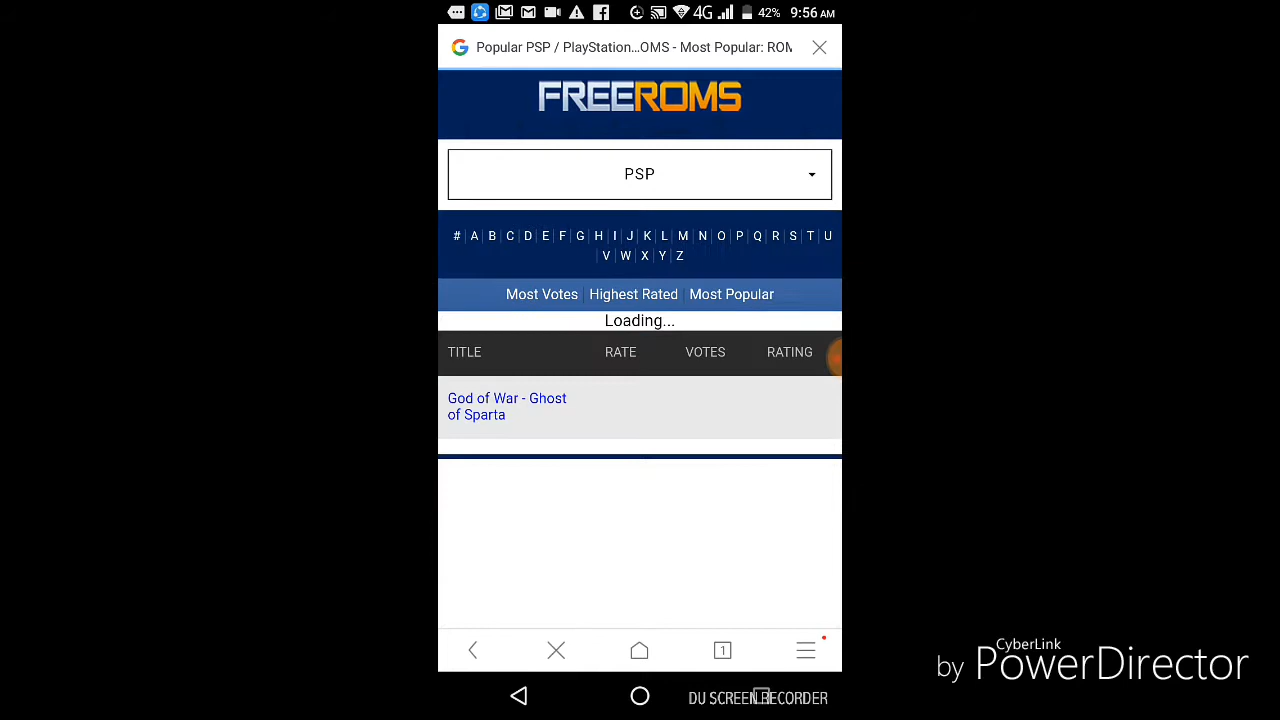 4G 42% 9:56 AM
Popular PSP / PlayStation...OMS - Most Popular: ROM
FREEROMS
PSP
# A B C D E F G H I J K L M N O P Q R S T U
V W X Y Z
Most Votes Highest Rated Most Popular
Loading...
TITLE RATE VOTES RATING
God of War - Ghost
of Sparta
1
CyberLink
by PowerDirector
DU SCREEN RECORDER